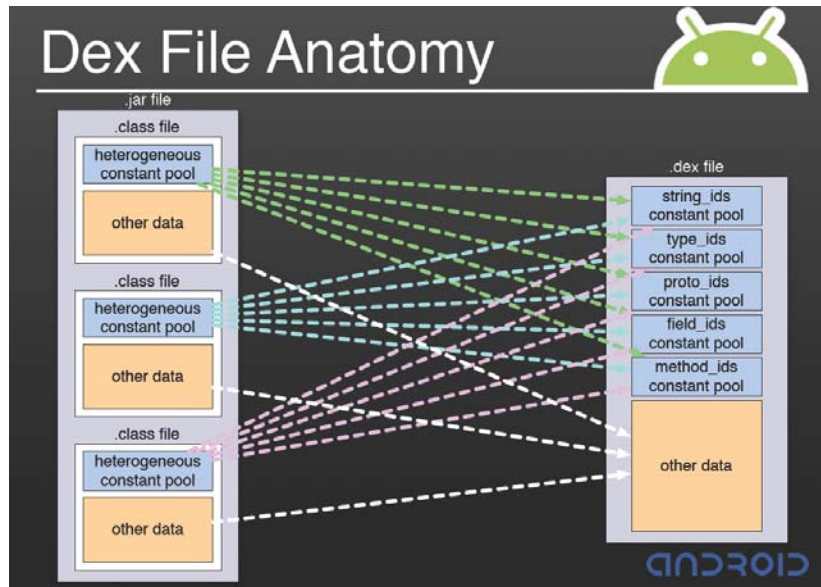 Dex File Anatomy
.jar file
.class file
heterogeneous
constant pool
other data
.class file
heterogeneous
constant pool
other data
.class file
heterogeneous
constant pool
other data
.dex file
string_ids
constant pool
type_ids
constant pool
proto_ids
constant pool
field_ids
constant pool
method_ids
constant pool
other data
ANDROID